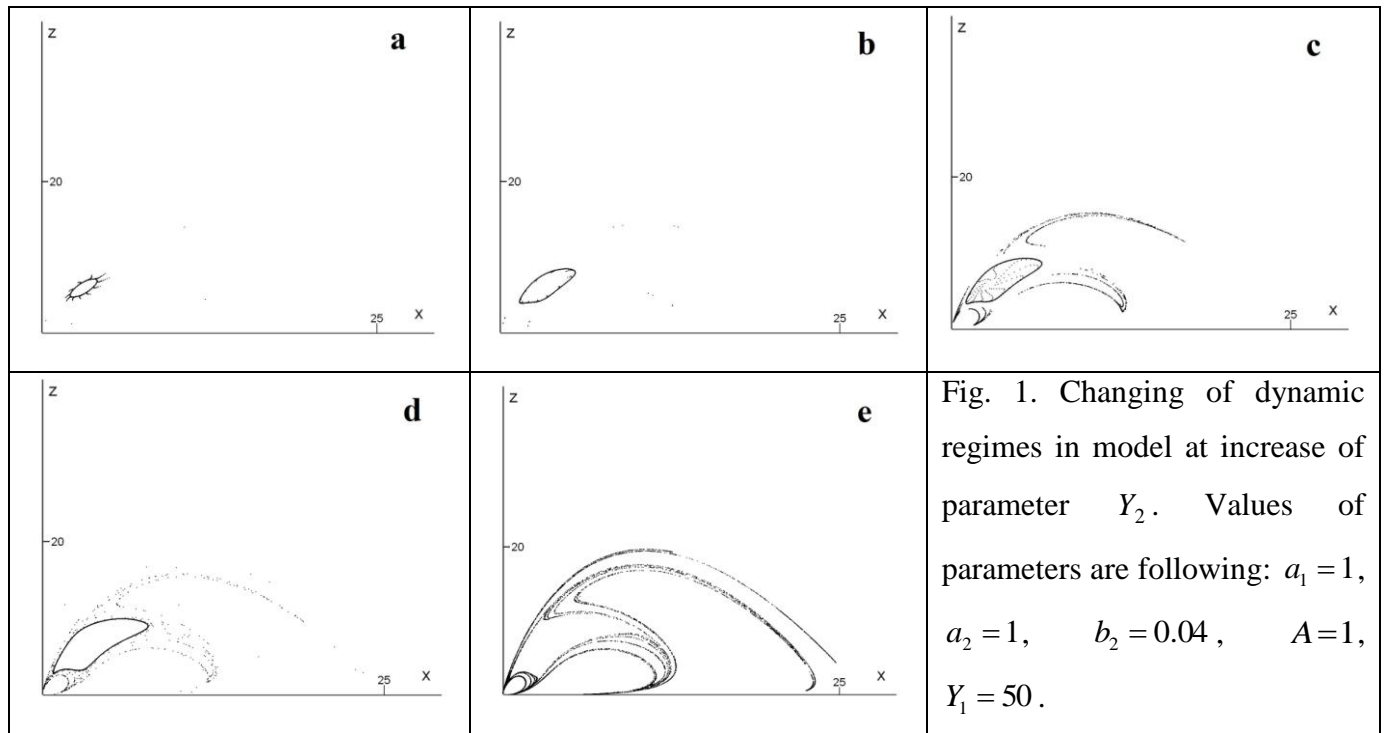 z
a
20
25
x
z
b
20
25
x
z
c
20
25
x
z
d
20
25
x
z
e
20
25
x
Fig. 1. Changing of dynamic
regimes in model at increase of
parameter Y₂. Values of
parameters are following: a₁ = 1,
a₂ = 1, b₂ = 0.04, A=1,
Y₁ = 50.